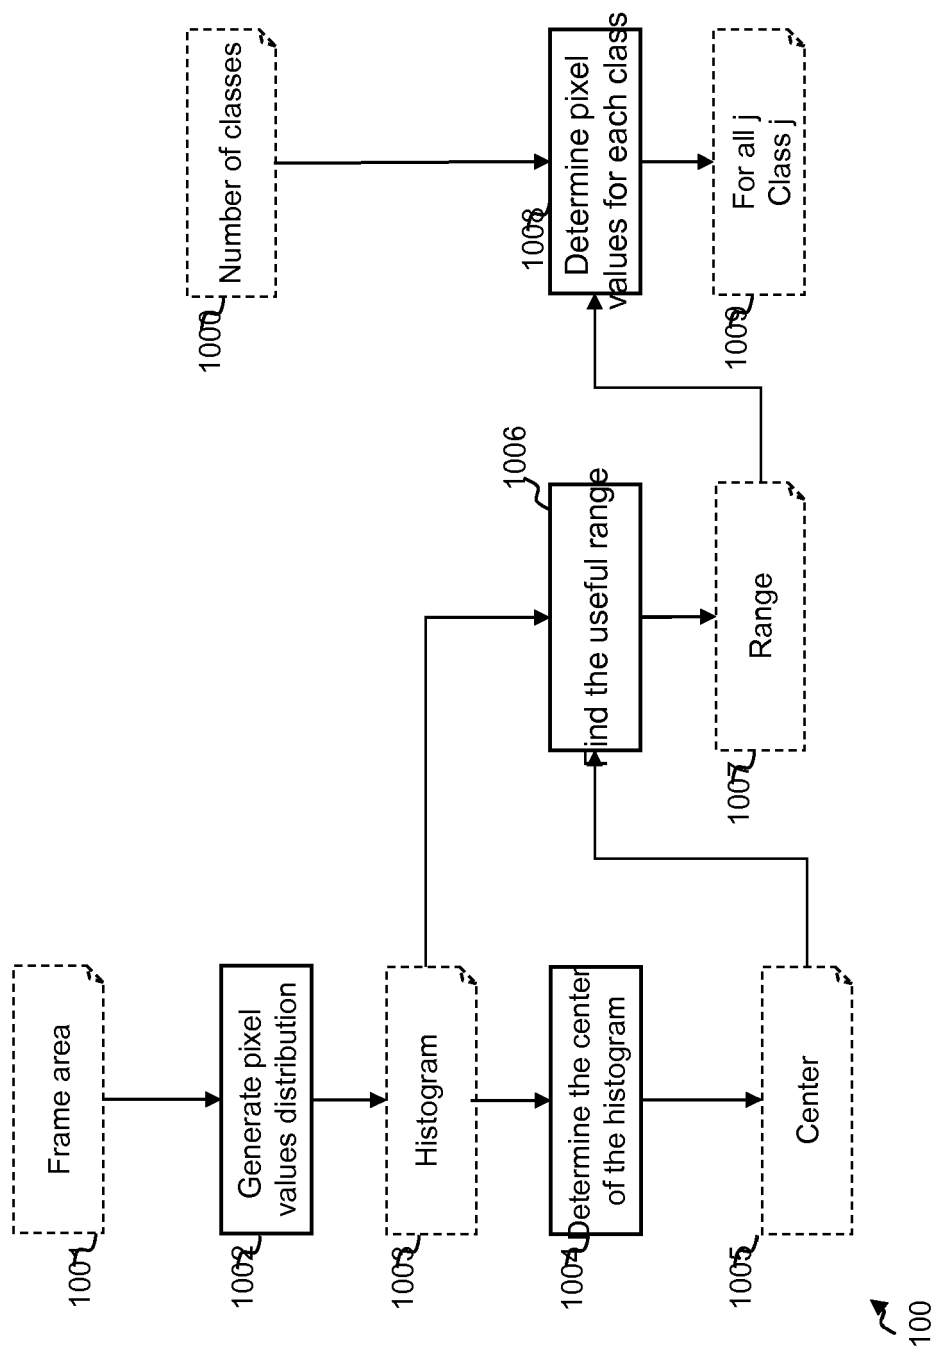 Frame area
1001
Generate pixel
values distribution
1002
Histogram
1003
Determine the center
of the histogram
1004
Center
1005
Find the useful range
1006
Range
1007
Number of classes
1000
Determine pixel
values for each class
1008
For all j
Class j
1009
100